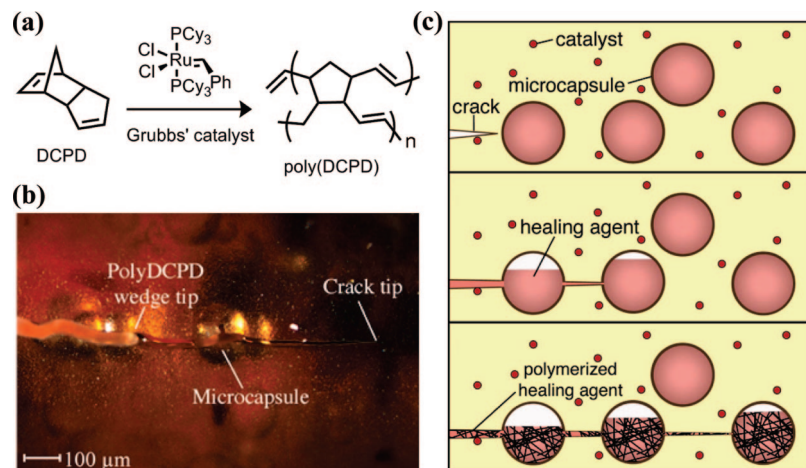 (a)
PCy3
Cl
Cl
Ru
Ph
PCy3
Grubbs' catalyst
DCPD
n
poly(DCPD)
(b)
PolyDCPD
wedge tip
Crack tip
Microcapsule
100 µm
(c)
catalyst
microcapsule
crack
healing agent
polymerized
healing agent